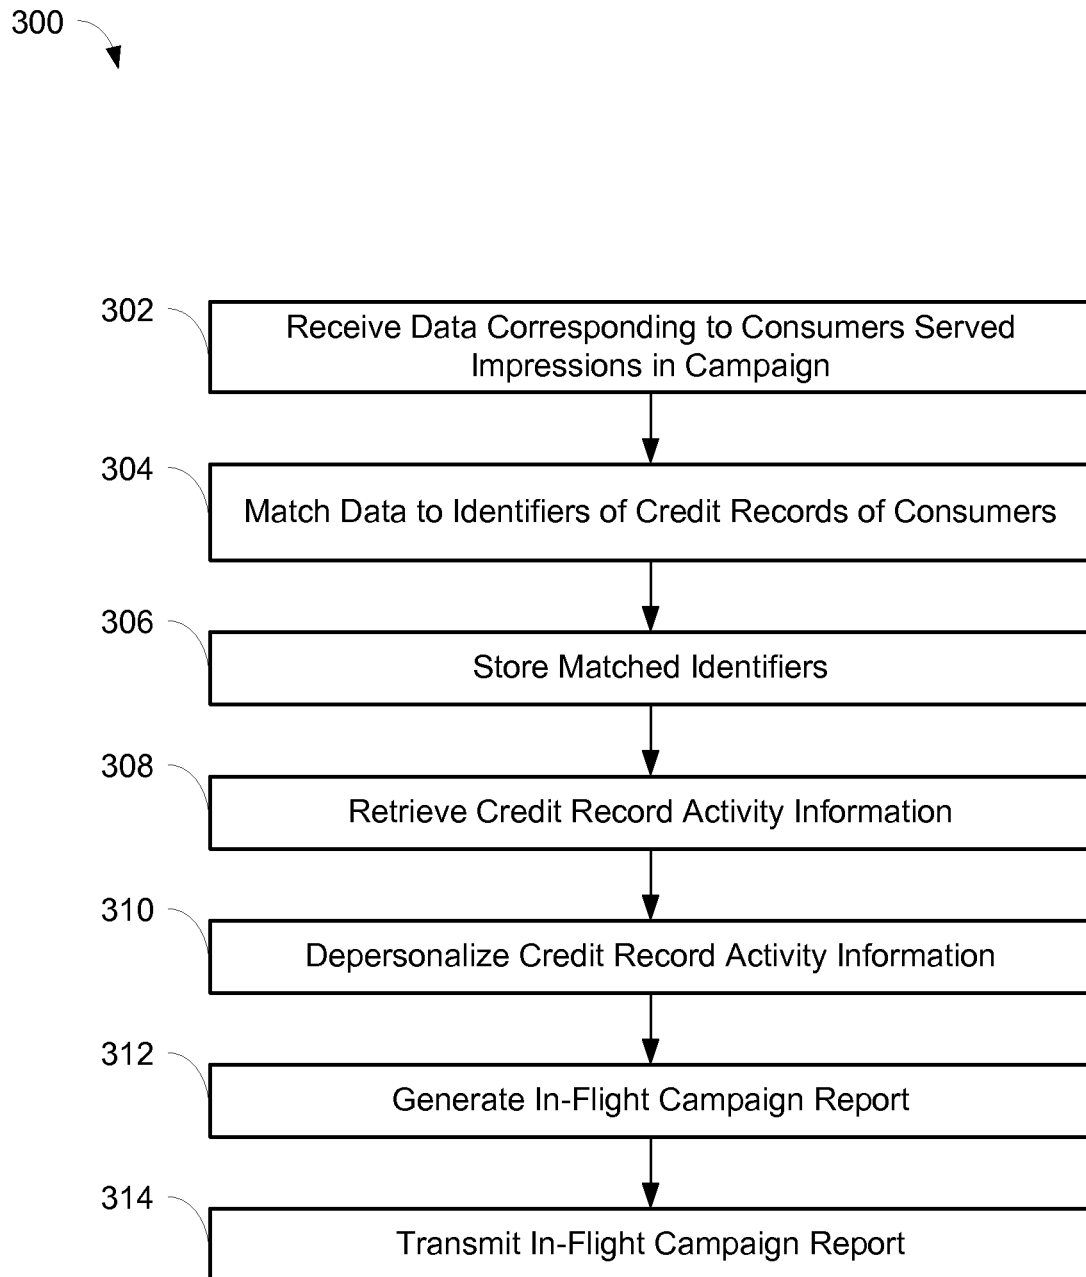 300
302
Receive Data Corresponding to Consumers Served
Impressions in Campaign
304
Match Data to Identifiers of Credit Records of Consumers
306
Store Matched Identifiers
308
Retrieve Credit Record Activity Information
310
Depersonalize Credit Record Activity Information
312
Generate In-Flight Campaign Report
314
Transmit In-Flight Campaign Report